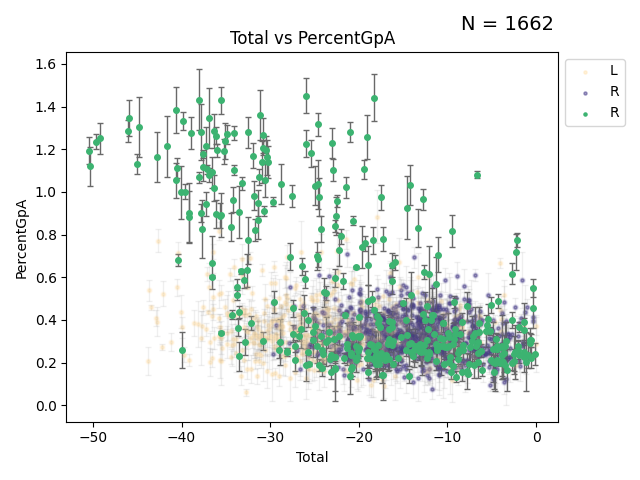 N = 1662
Total vs PercentGpA
L
R
R
PercentGpA
1.6
1.4
1.2
1.0
0.8
0.6
0.4
0.2
0.0
−50
−40
−30
−20
−10
0
Total